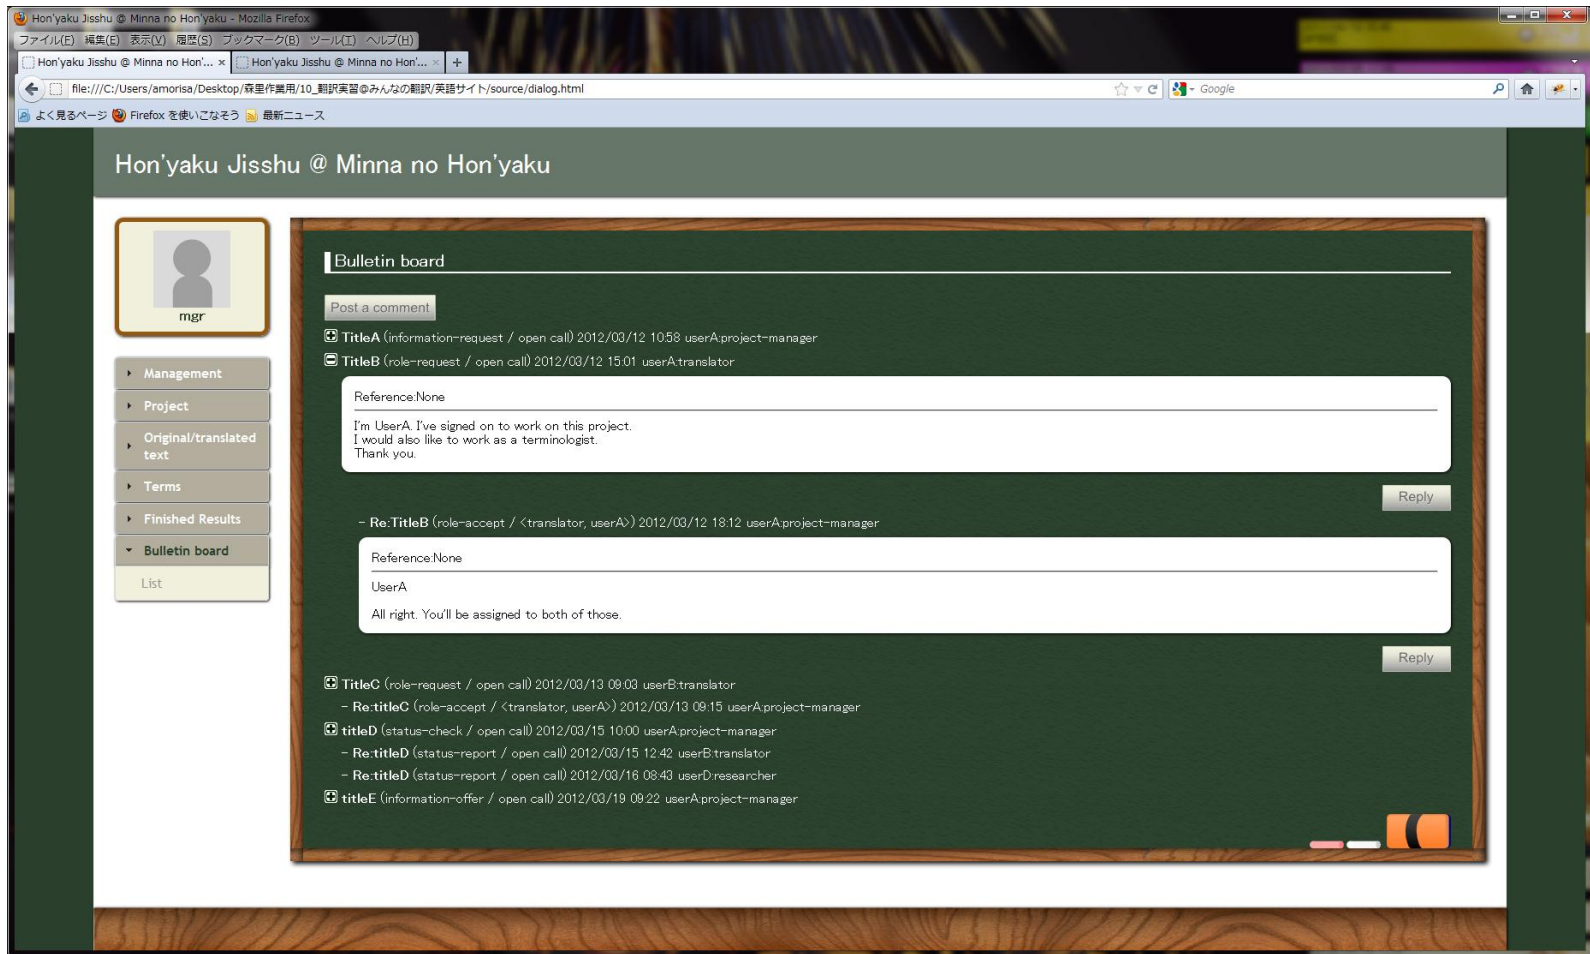 Hon'yaku Jisshu @ Minna no Hon'yaku - Mozilla Firefox
ファイル(F) 編集(E) 表示(V) 履歴(S) ブックマーク(B) ツール(T) ヘルプ(H)
Hon'yaku Jisshu @ Minna no Hon'... × Hon'yaku Jisshu @ Minna no Hon'... × +
file:///C:/Users/amorisa/Desktop/森里作業用/10_翻訳実習@みんなの翻訳/英語サイト/source/dialog.html Google
よく見るページ Firefox を使いこなそう 最新ニュース
Hon'yaku Jisshu @ Minna no Hon'yaku
mgr
Management
Project
Original/translated
text
Terms
Finished Results
Bulletin board
List
Bulletin board
Post a comment
TitleA (information-request / open call) 2012/03/12 10:58 userA:project-manager
TitleB (role-request / open call) 2012/03/12 15:01 userA:translator
Reference:None
I'm UserA. I've signed on to work on this project.
I would also like to work as a terminologist.
Thank you.
Reply
- Re:TitleB (role-accept / <translator, userA>) 2012/03/12 18:12 userA:project-manager
Reference:None
UserA
All right. You'll be assigned to both of those.
Reply
TitleC (role-request / open call) 2012/03/13 09:03 userB:translator
- Re:titleC (role-accept / <translator, userA>) 2012/03/13 09:15 userA:project-manager
titleD (status-check / open call) 2012/03/15 10:00 userA:project-manager
- Re:titleD (status-report / open call) 2012/03/15 12:42 userB:translator
- Re:titleD (status-report / open call) 2012/03/16 08:43 userD:researcher
titleE (information-offer / open call) 2012/03/19 09:22 userA:project-manager